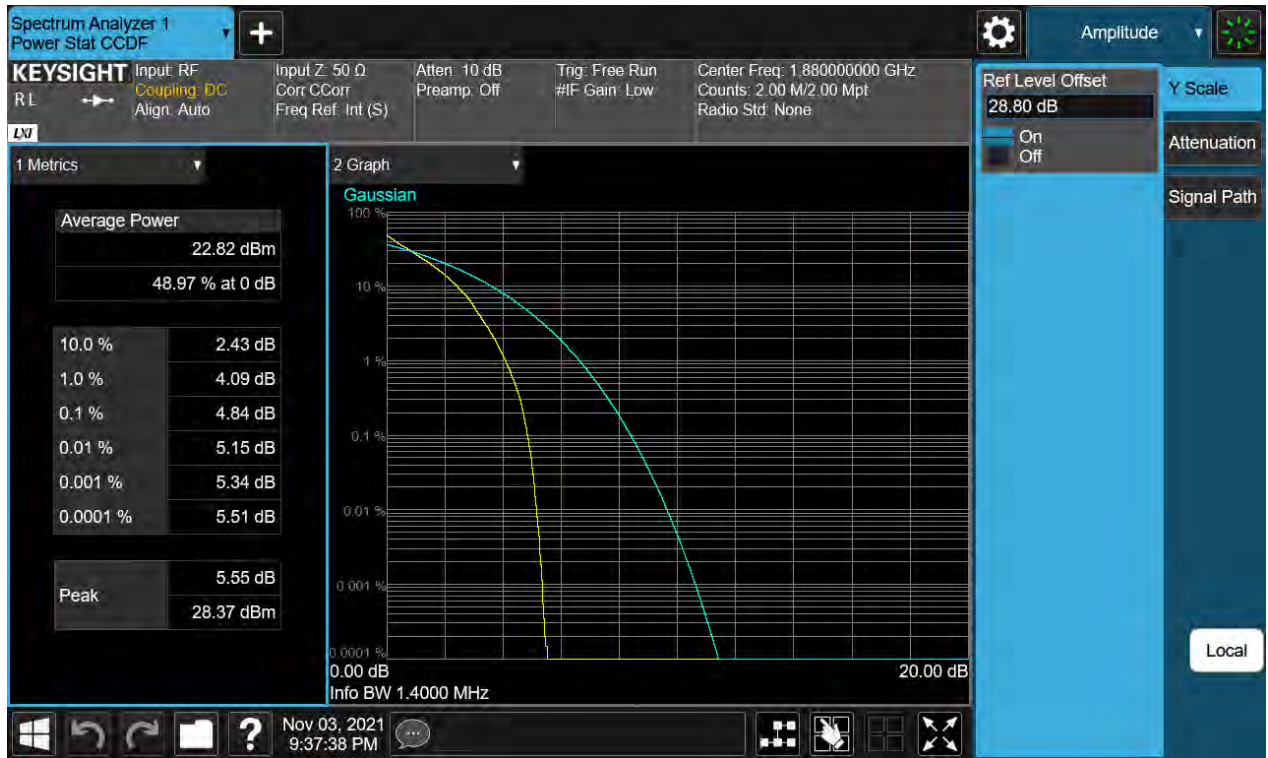 Spectrum Analyzer 1
Power Stat CCDF
Amplitude
KEYSIGHT
RL
LXI
Input: RF
Coupling: DC
Align: Auto
Input Z: 50 Ω
Corr CCorr
Freq Ref: Int (S)
Atten: 10 dB
Preamp: Off
Trig: Free Run
#IF Gain: Low
Center Freq: 1.880000000 GHz
Counts: 2.00 M/2.00 Mpt
Radio Std: None
Ref Level Offset
28.80 dB
On
Off
Y Scale
Attenuation
Signal Path
1 Metrics
Average Power
22.82 dBm
48.97 % at 0 dB
10.0 % 2.43 dB
1.0 % 4.09 dB
0.1 % 4.84 dB
0.01 % 5.15 dB
0.001 % 5.34 dB
0.0001 % 5.51 dB
Peak
5.55 dB
28.37 dBm
2 Graph
Gaussian
100 %
10 %
1 %
0.1 %
0.01 %
0.001 %
0.0001 %
0.00 dB
20.00 dB
Info BW 1.4000 MHz
Local
?
Nov 03, 2021
9:37:38 PM